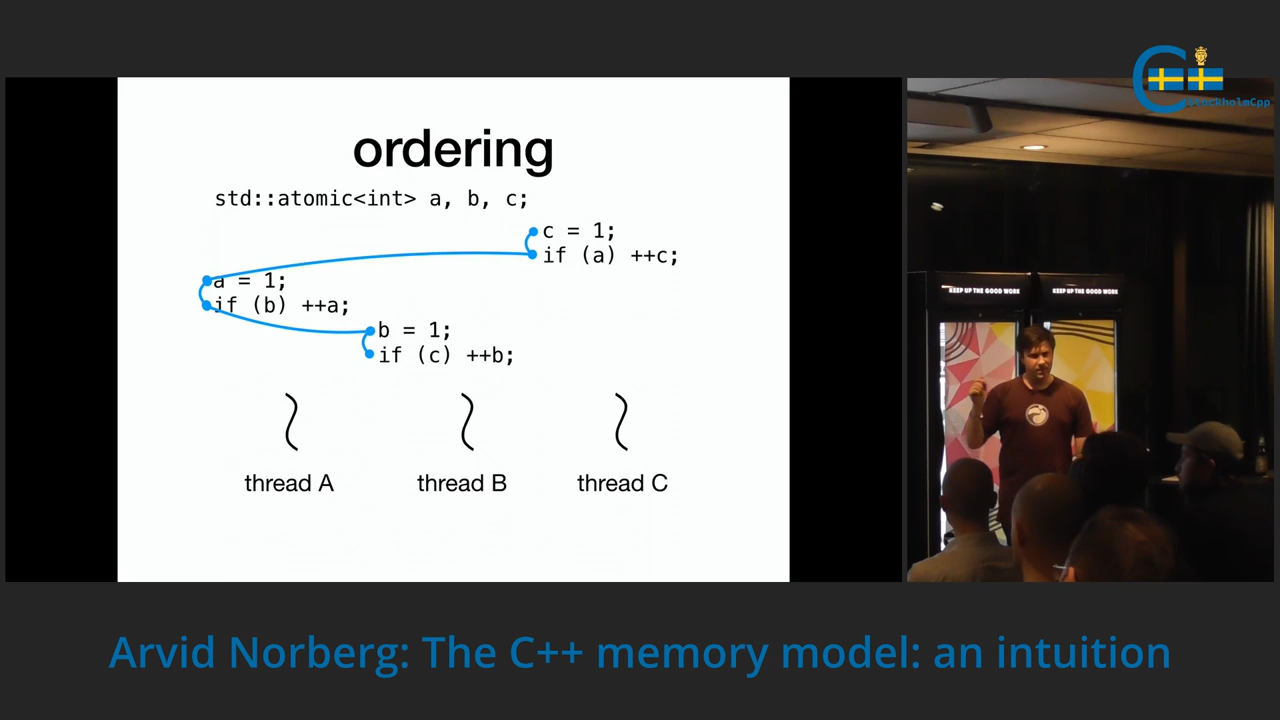 StockholmCpp
ordering
std::atomic<int> a, b, c;
c = 1;
if (a) ++c;
a = 1;
if (b) ++a;
b = 1;
if (c) ++b;
thread A
thread B
thread C
KEEP UP THE GOOD WORK
KEEP UP THE GOOD WORK
Arvid Norberg: The C++ memory model: an intuition